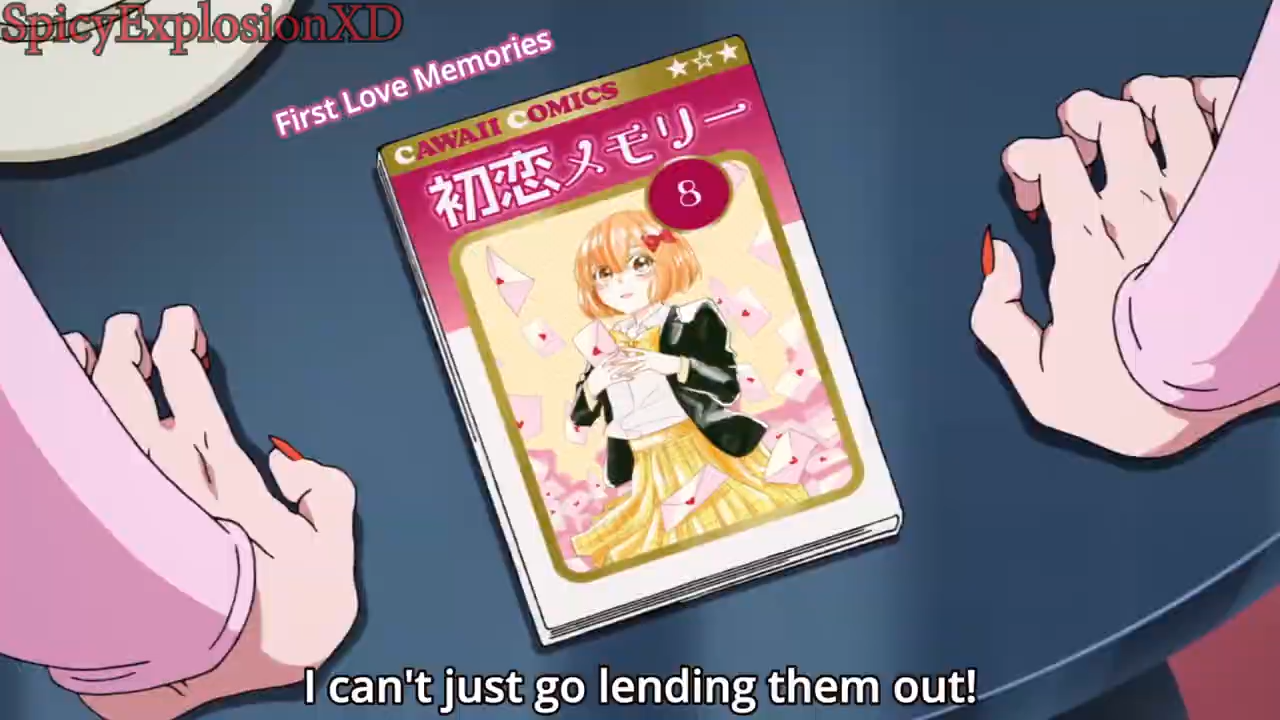 SpicyExplosionXD
First Love Memories
CAWAII COMICS ★☆★
初恋メモリー
8
I can't just go lending them out!